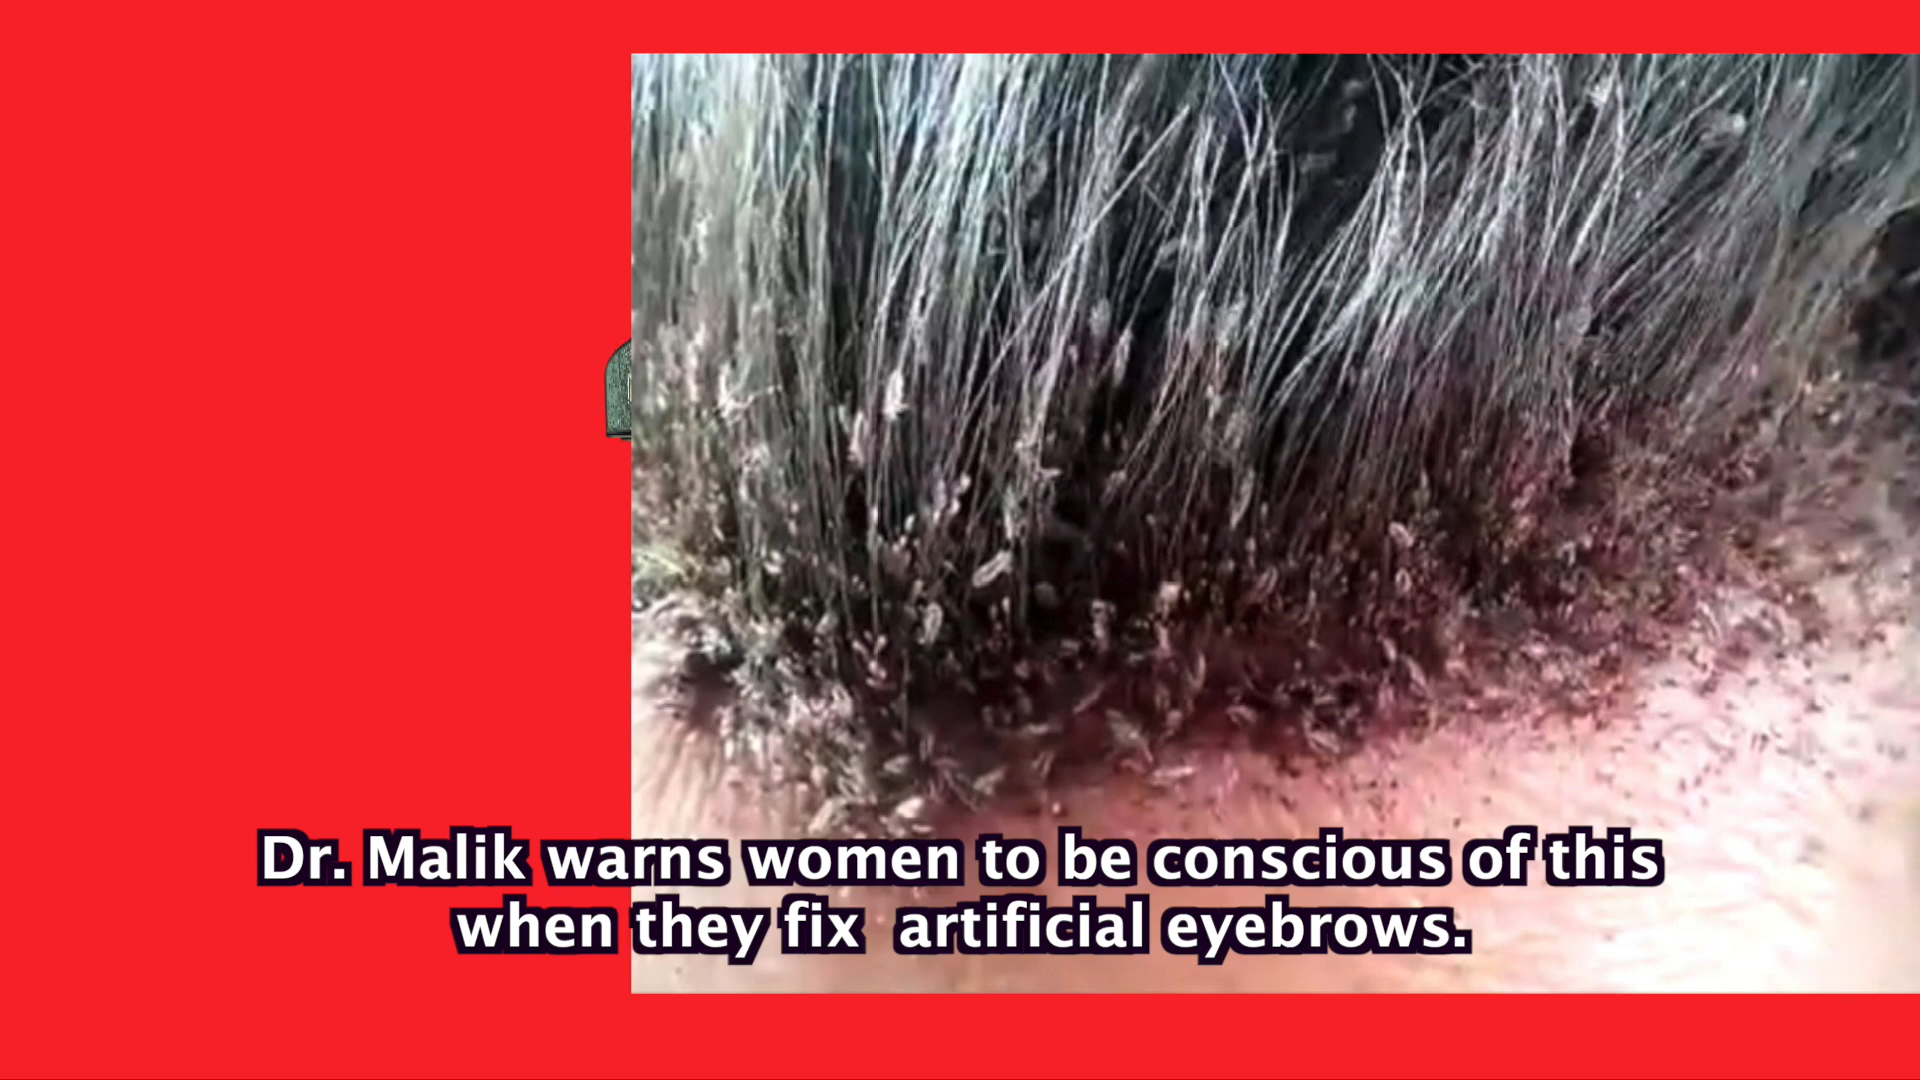 Dr. Malik warns women to be conscious of this
when they fix  artificial eyebrows.